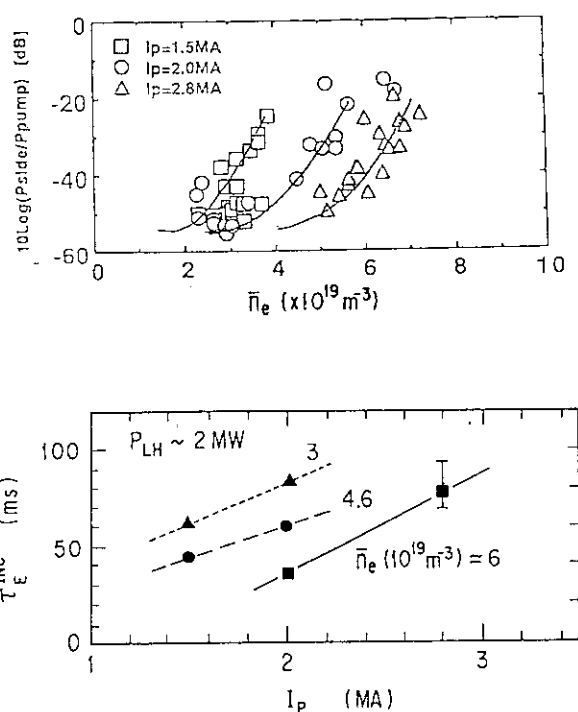 10Log(Pside/Ppump) [dB]
0
-20
-40
-60
Ip=1.5MA
Ip=2.0MA
Ip=2.8MA
0 2 4 6 8 10
n̄e (x10¹⁹m⁻³)
τE (ms)
100
50
0
PLH ~ 2 MW
3
4.6
n̄e (10¹⁹m⁻³) = 6
1 2 3
IP (MA)